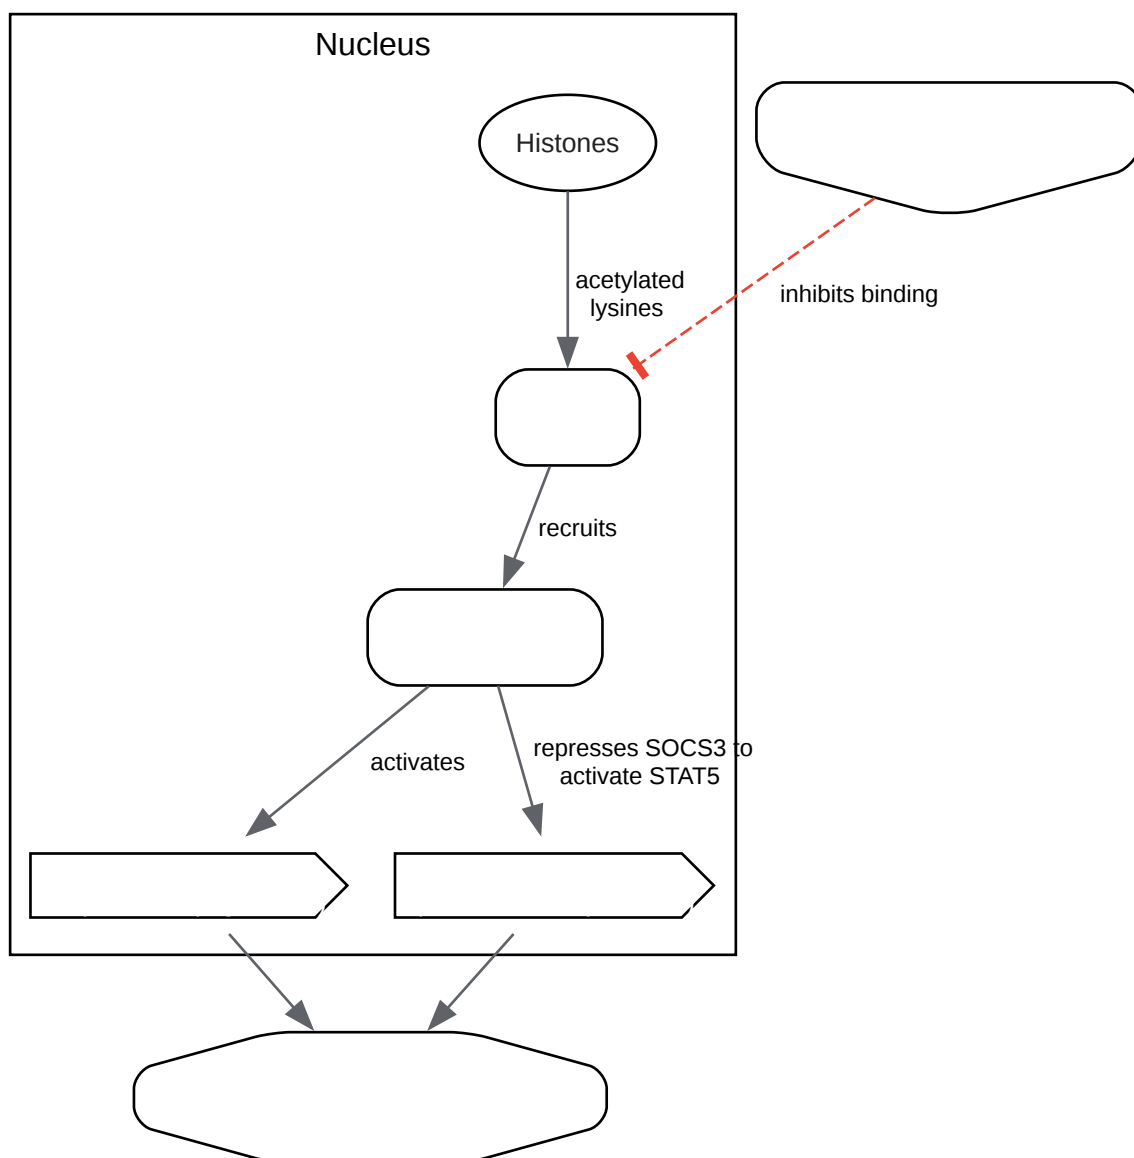 Nucleus
Histones
acetylated
lysines
inhibits binding
recruits
activates
represses SOCS3 to
activate STAT5